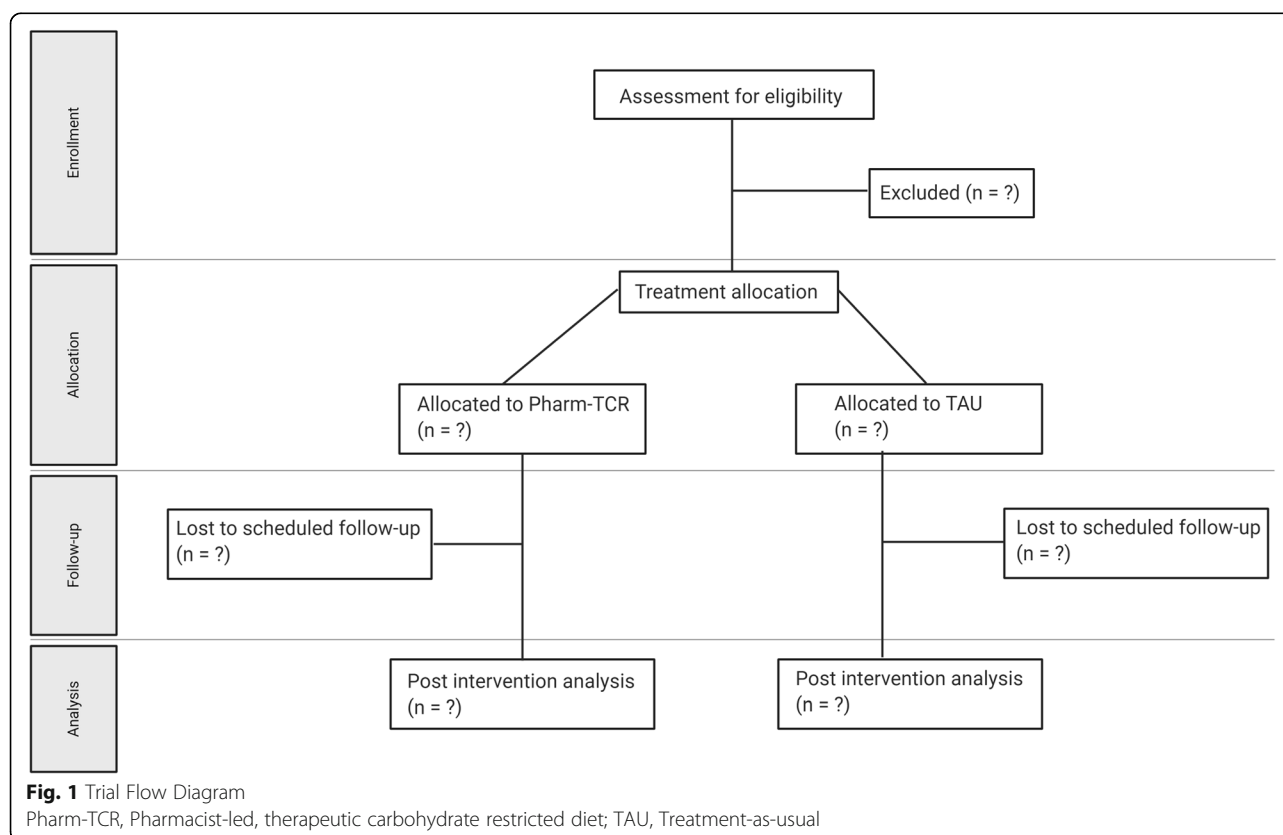 Enrollment
Assessment for eligibility
Excluded (n = ?)
Allocation
Treatment allocation
Allocated to Pharm-TCR
(n = ?)
Allocated to TAU
(n = ?)
Follow-up
Lost to scheduled follow-up
(n = ?)
Lost to scheduled follow-up
(n = ?)
Analysis
Post intervention analysis
(n = ?)
Post intervention analysis
(n = ?)
Fig. 1 Trial Flow Diagram
Pharm-TCR, Pharmacist-led, therapeutic carbohydrate restricted diet; TAU, Treatment-as-usual